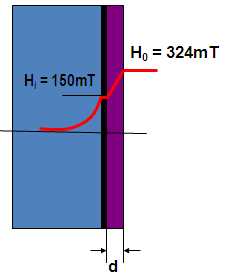 H₀ = 324mT
Hᵢ = 150mT
d